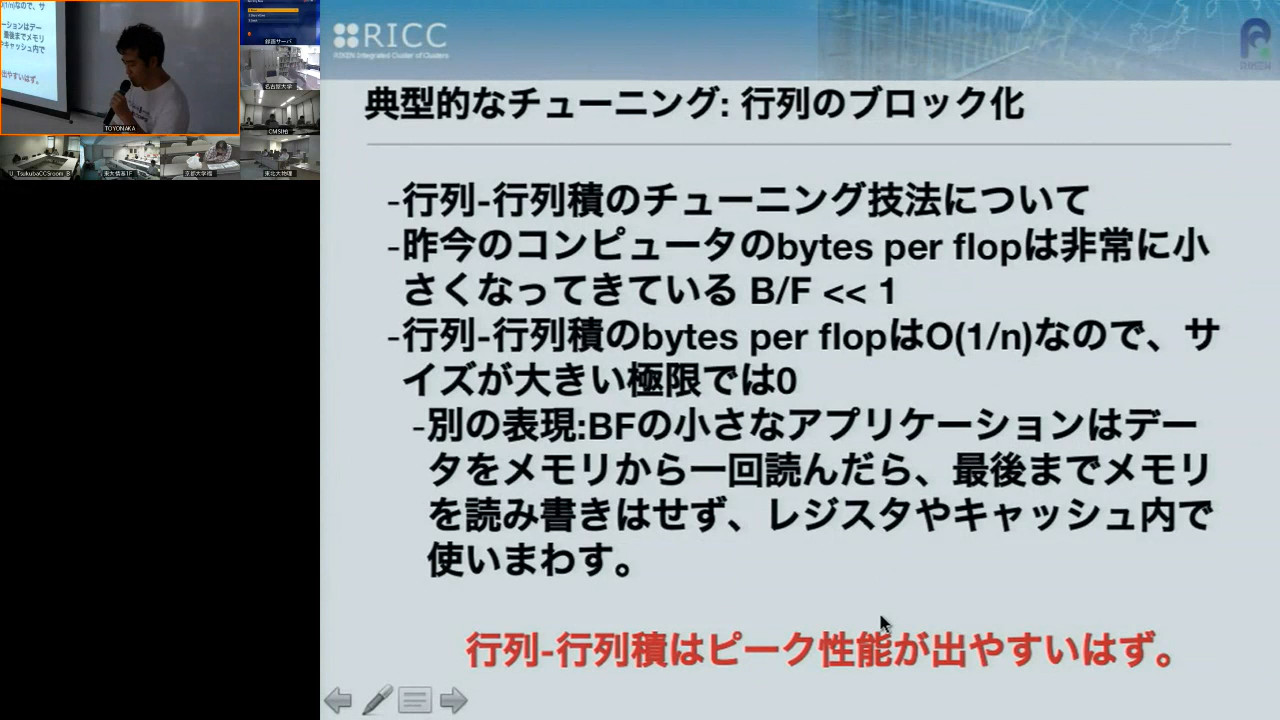 RICC
RIKEN Integrated Cluster of Clusters
典型的なチューニング: 行列のブロック化
-行列-行列積のチューニング技法について
-昨今のコンピュータのbytes per flopは非常に小
さくなってきている B/F << 1
-行列-行列積のbytes per flopはO(1/n)なので、サ
イズが大きい極限では0
-別の表現:BFの小さなアプリケーションはデー
タをメモリから一回読んだら、最後までメモリ
を読み書きはせず、レジスタやキャッシュ内で
使いまわす。
行列-行列積はピーク性能が出やすいはず。
TOYONAKA
名古屋大学
CMSI柏
U_TsukubaCCSroom_B
東北大物理